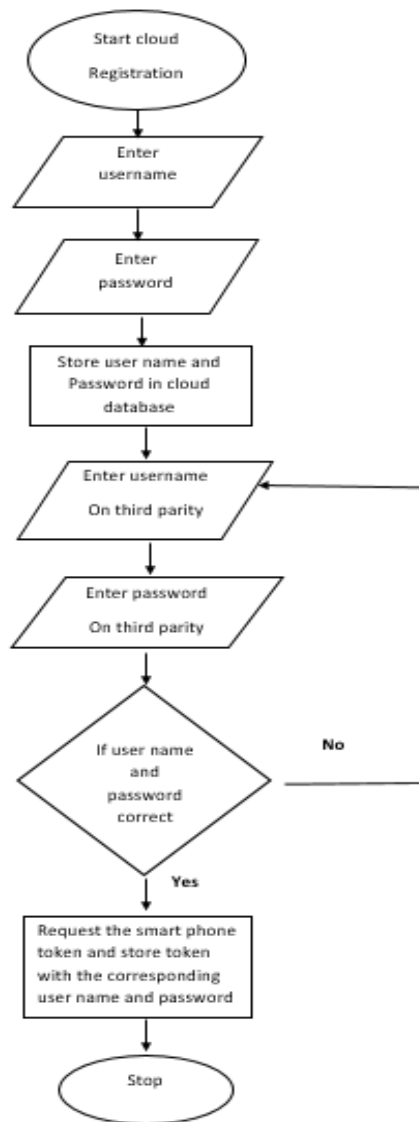 Start cloud
Registration
Enter
username
Enter
password
Store user name and
Password in cloud
database
Enter username
On third parity
Enter password
On third parity
If user name
and
password
correct
No
Yes
Request the smart phone
token and store token
with the corresponding
user name and password
Stop